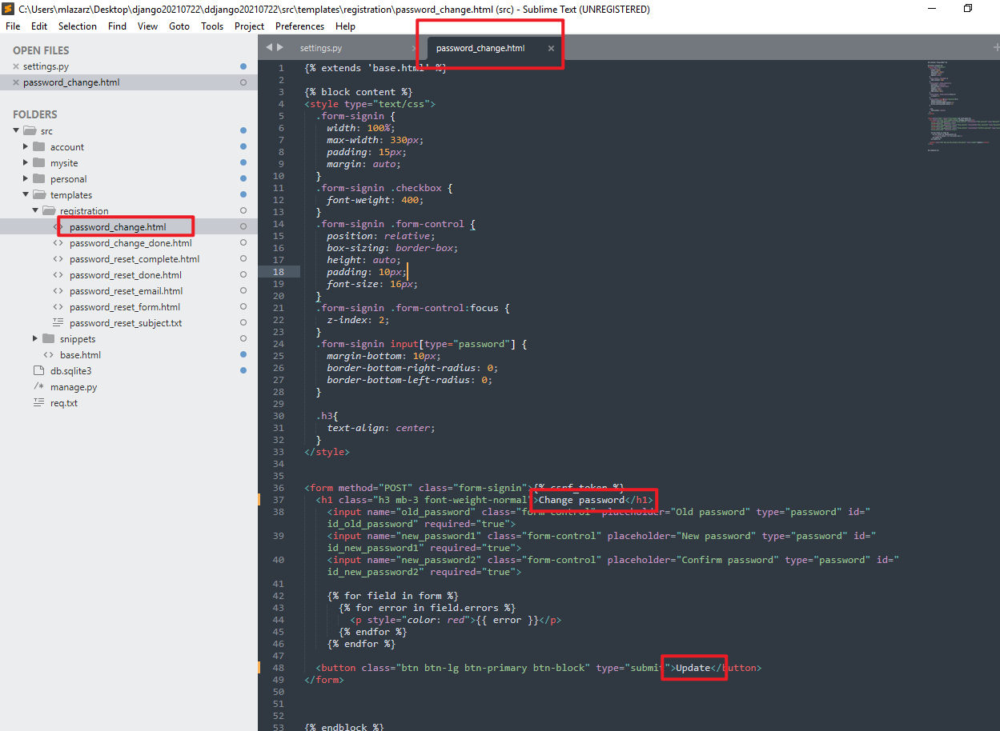 C:\Users\mlazarz\Desktop\django20210722\ddjango20210722\src\templates\registration\password_change.html (src) - Sublime Text (UNREGISTERED)
File Edit Selection Find View Goto Tools Project Preferences Help
OPEN FILES
settings.py
password_change.html
FOLDERS
src
account
mysite
personal
templates
registration
password_change.html
password_change_done.html
password_reset_complete.html
password_reset_done.html
password_reset_email.html
password_reset_form.html
password_reset_subject.txt
snippets
base.html
db.sqlite3
manage.py
req.txt
settings.py password_change.html
1 {% extends 'base.html' %}
2
3 {% block content %}
4 <style type="text/css">
5 .form-signin {
6 width: 100%;
7 max-width: 330px;
8 padding: 15px;
9 margin: auto;
10 }
11 .form-signin .checkbox {
12 font-weight: 400;
13 }
14 .form-signin .form-control {
15 position: relative;
16 box-sizing: border-box;
17 height: auto;
18 padding: 10px;
19 font-size: 16px;
20 }
21 .form-signin .form-control:focus {
22 z-index: 2;
23 }
24 .form-signin input[type="password"] {
25 margin-bottom: 10px;
26 border-bottom-right-radius: 0;
27 border-bottom-left-radius: 0;
28 }
29
30 .h3{
31 text-align: center;
32 }
33 </style>
34
35
36 <form method="POST" class="form-signin">{% csrf_token %}
37 <h1 class="h3 mb-3 font-weight-normal">Change password</h1>
38 <input name="old_password" class="form-control" placeholder="Old password" type="password" id="
id_old_password" required="true">
39 <input name="new_password1" class="form-control" placeholder="New password" type="password" id="
id_new_password1" required="true">
40 <input name="new_password2" class="form-control" placeholder="Confirm password" type="password" id="
id_new_password2" required="true">
41
42 {% for field in form %}
43 {% for error in field.errors %}
44 <p style="color: red">{{ error }}</p>
45 {% endfor %}
46 {% endfor %}
47
48 <button class="btn btn-lg btn-primary btn-block" type="submit">Update</button>
49 </form>
50
51
52
53 {% endblock %}